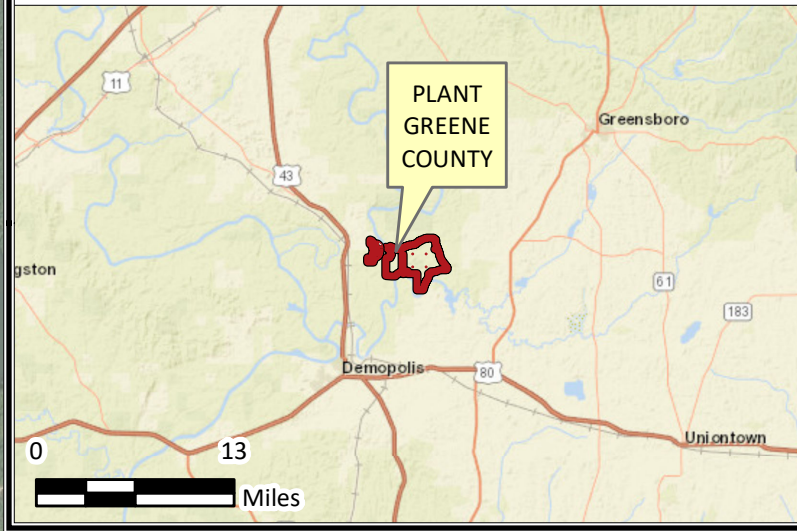 11
PLANT
GREENE
COUNTY
Greensboro
43
gston
61
183
Demopolis
80
Uniontown
0 13
Miles